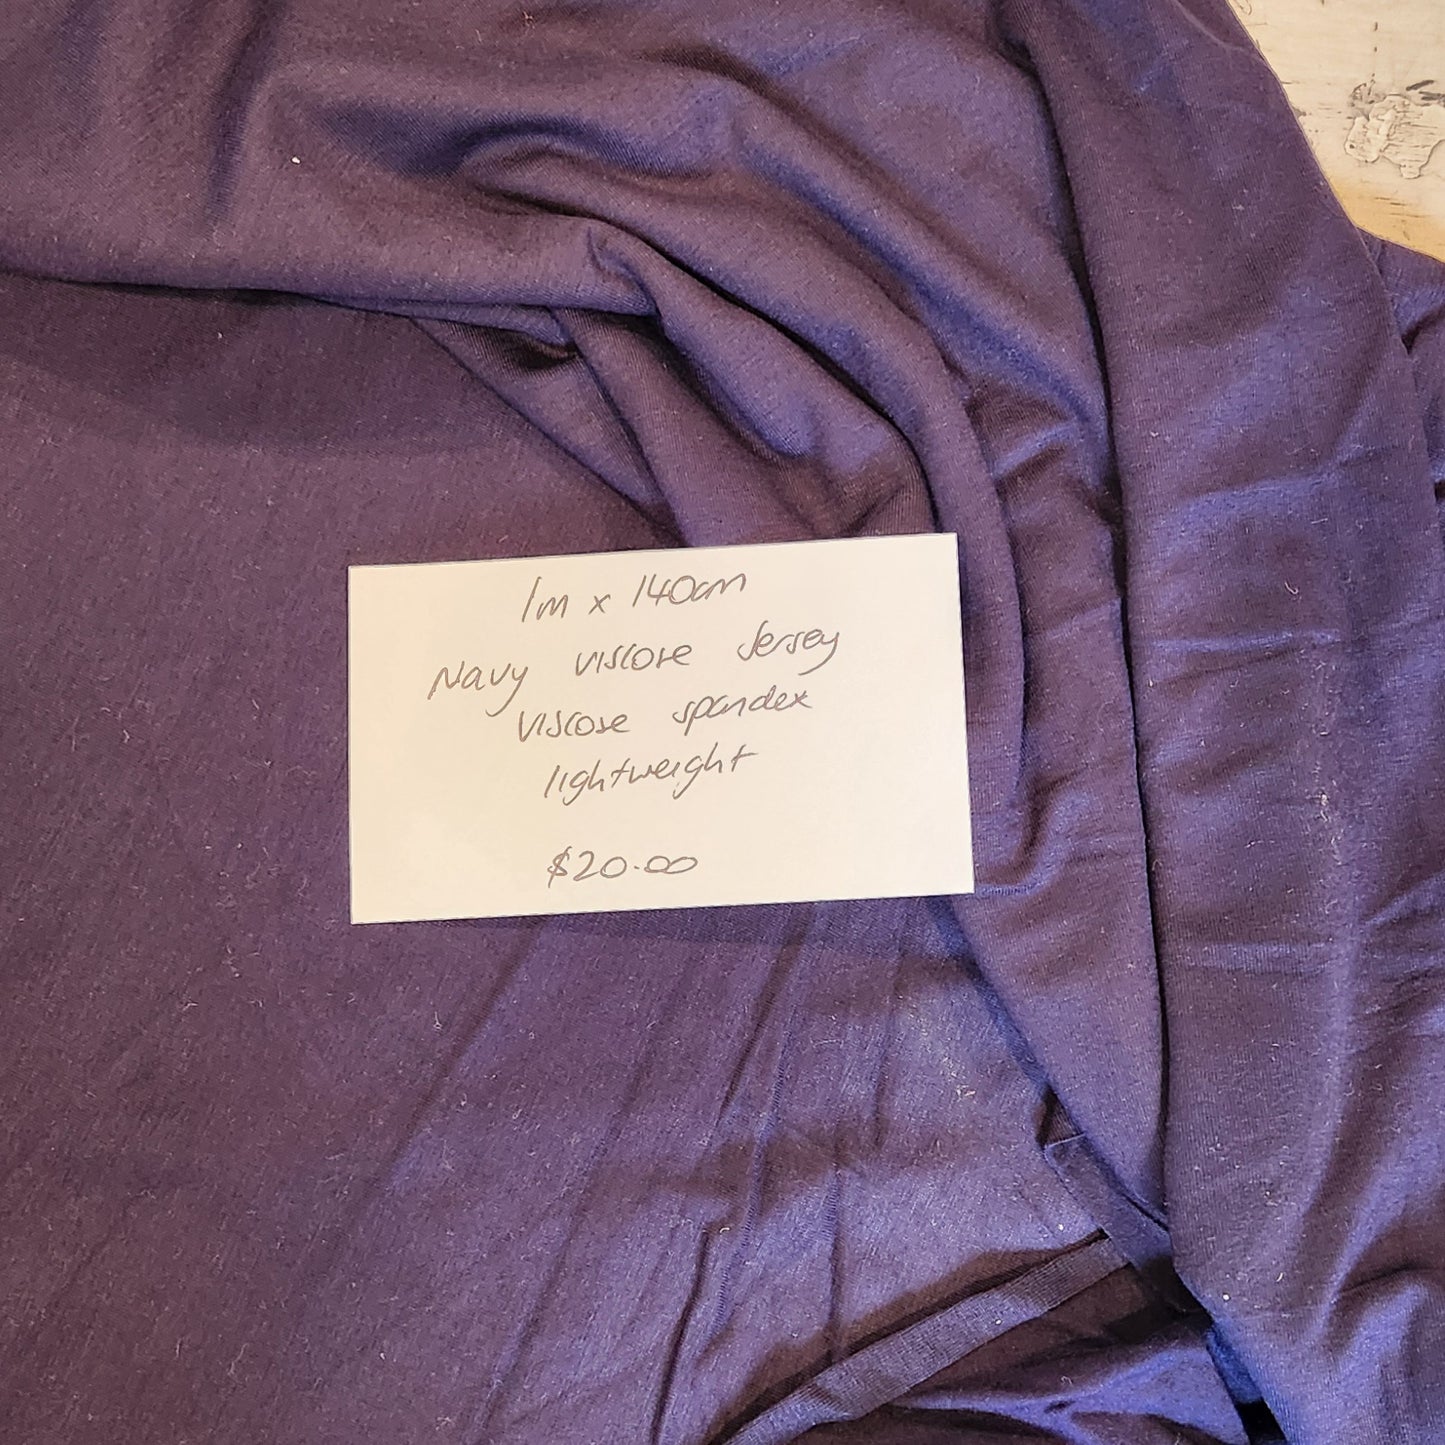 1m x 140cm
Navy viscose Jersey
viscose spandex
lightweight
$20.00